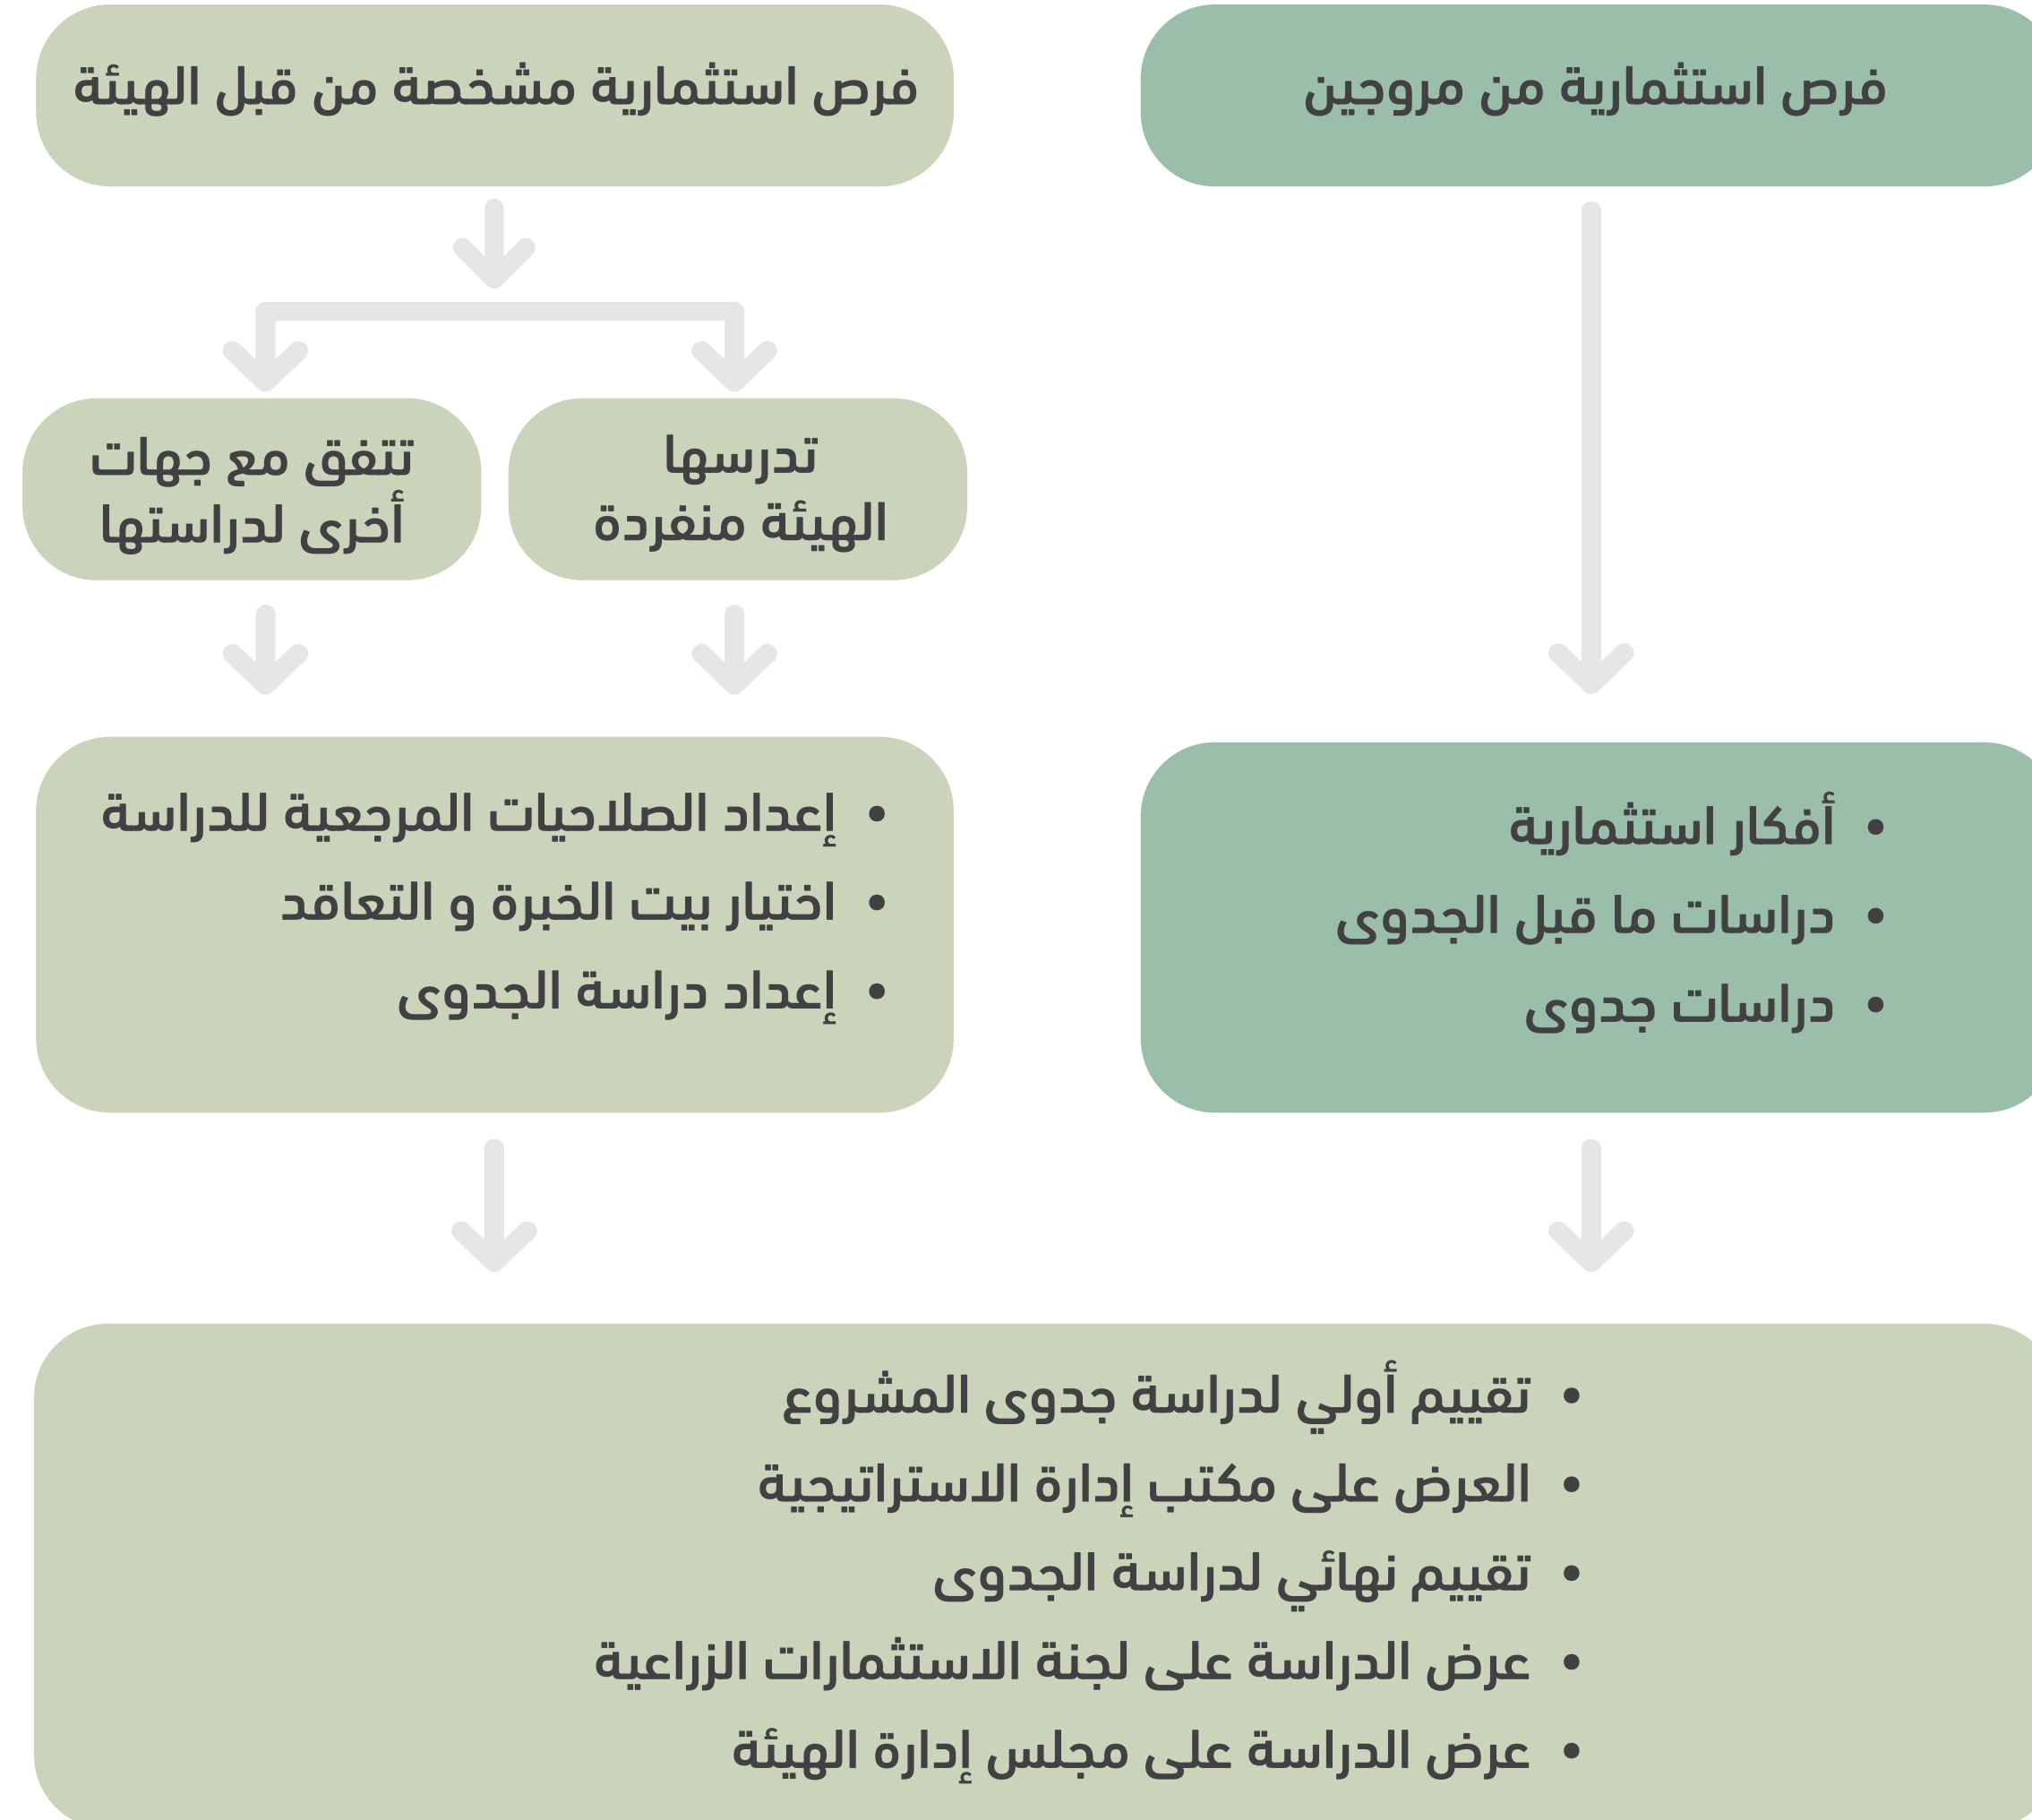 فرص استثمارية من مروجين
فرص استثمارية مشخصة من قبل الهيئة
تدرسها
الهيئة منفردة
تتفق مع جهات
أخرى لدراستها
• أفكار استثمارية
• دراسات ما قبل الجدوى
• دراسات جدوى
• إعداد الصلاحيات المرجعية للدراسة
• اختيار بيت الخبرة و التعاقد
• إعداد دراسة الجدوى
• تقييم أولي لدراسة جدوى المشروع
• العرض على مكتب إدارة الاستراتيجية
• تقييم نهائي لدراسة الجدوى
• عرض الدراسة على لجنة الاستثمارات الزراعية
• عرض الدراسة على مجلس إدارة الهيئة